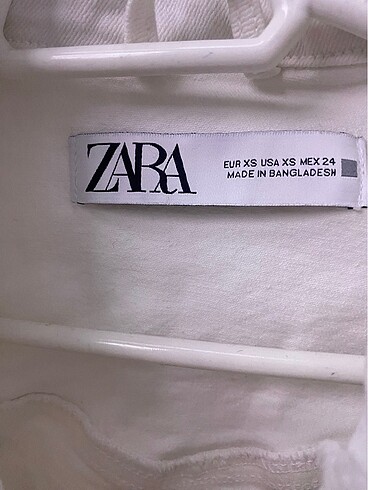 ZARA
EUR XS USA XS MEX 24
MADE IN BANGLADESH